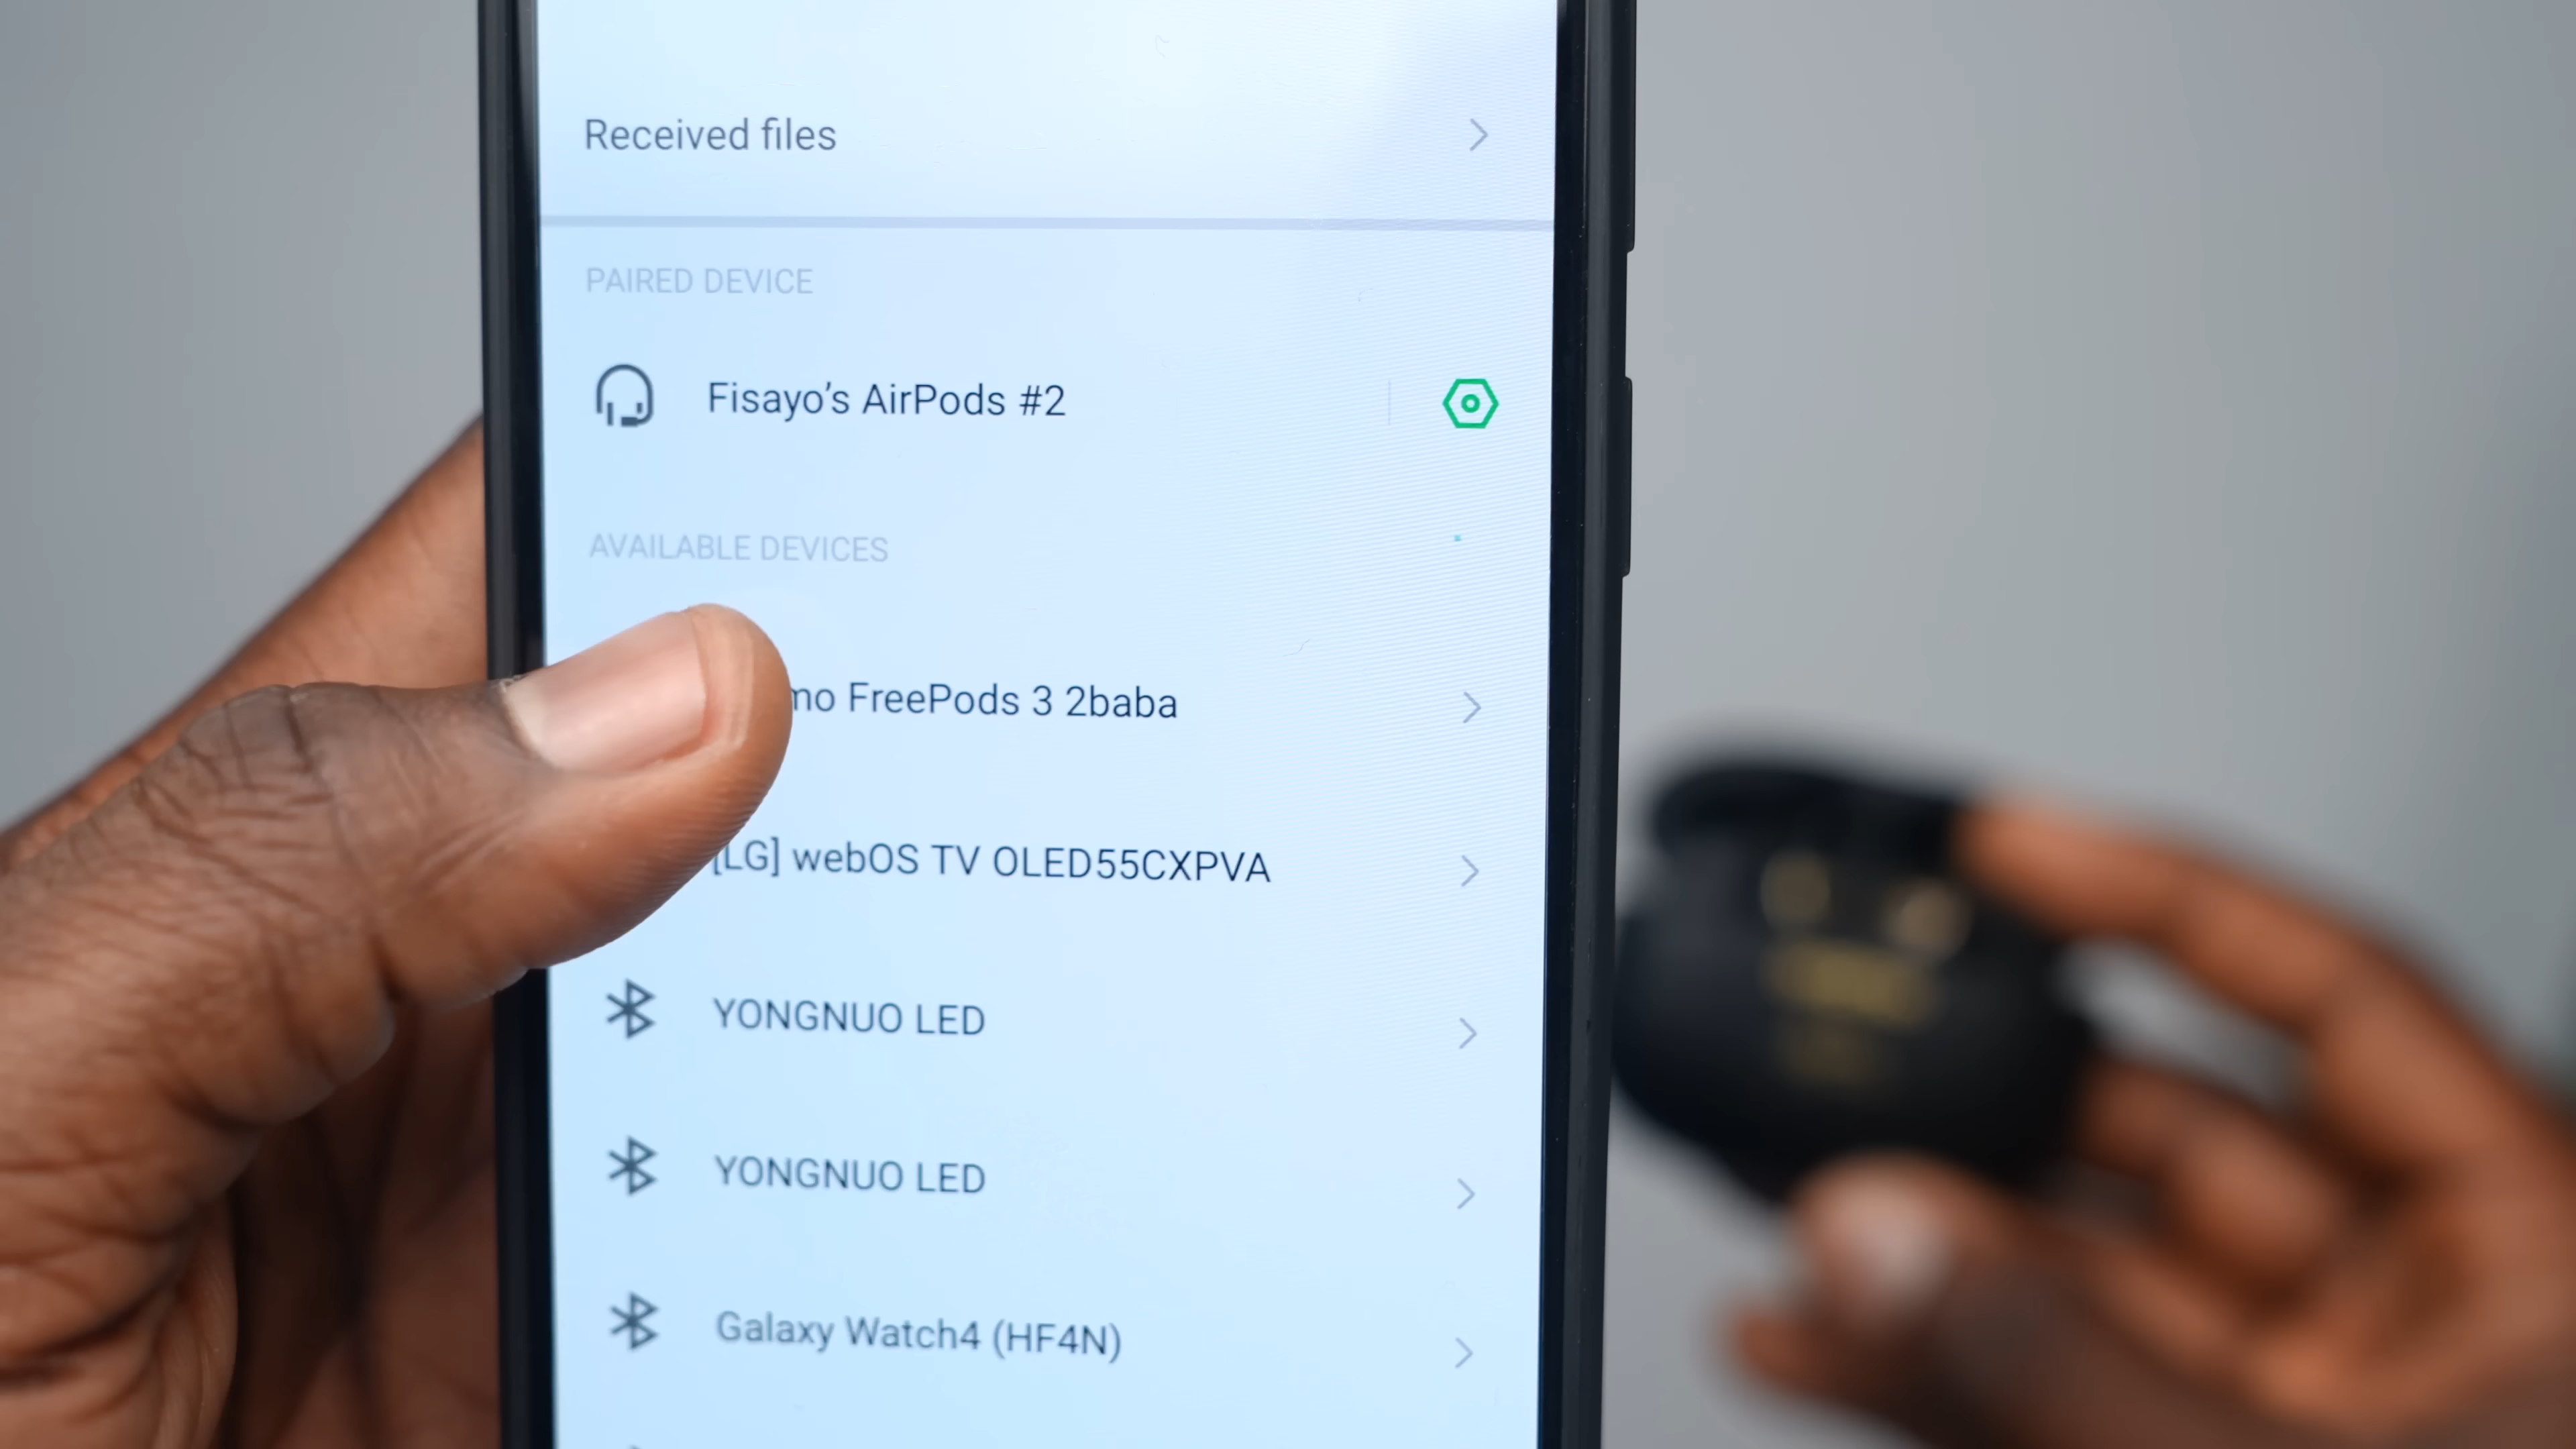 Received files
PAIRED DEVICE
Fisayo’s AirPods #2
AVAILABLE DEVICES
mo FreePods 3 2baba
[LG] webOS TV OLED55CXPVA
YONGNUO LED
YONGNUO LED
Galaxy Watch4 (HF4N)